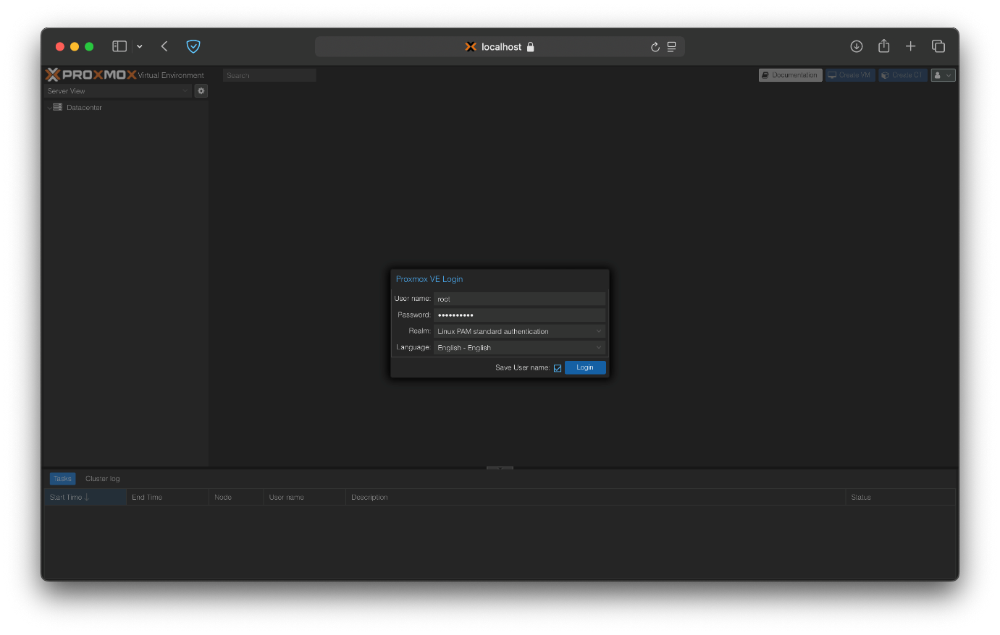 localhost
PROXMOX Virtual Environment
Search
Documentation
Create VM
Create CT
Server View
Datacenter
Proxmox VE Login
User name: root
Password: ••••••••••
Realm: Linux PAM standard authentication
Language: English - English
Save User name:
Login
Tasks
Cluster log
Start Time ↓ End Time Node User name Description Status